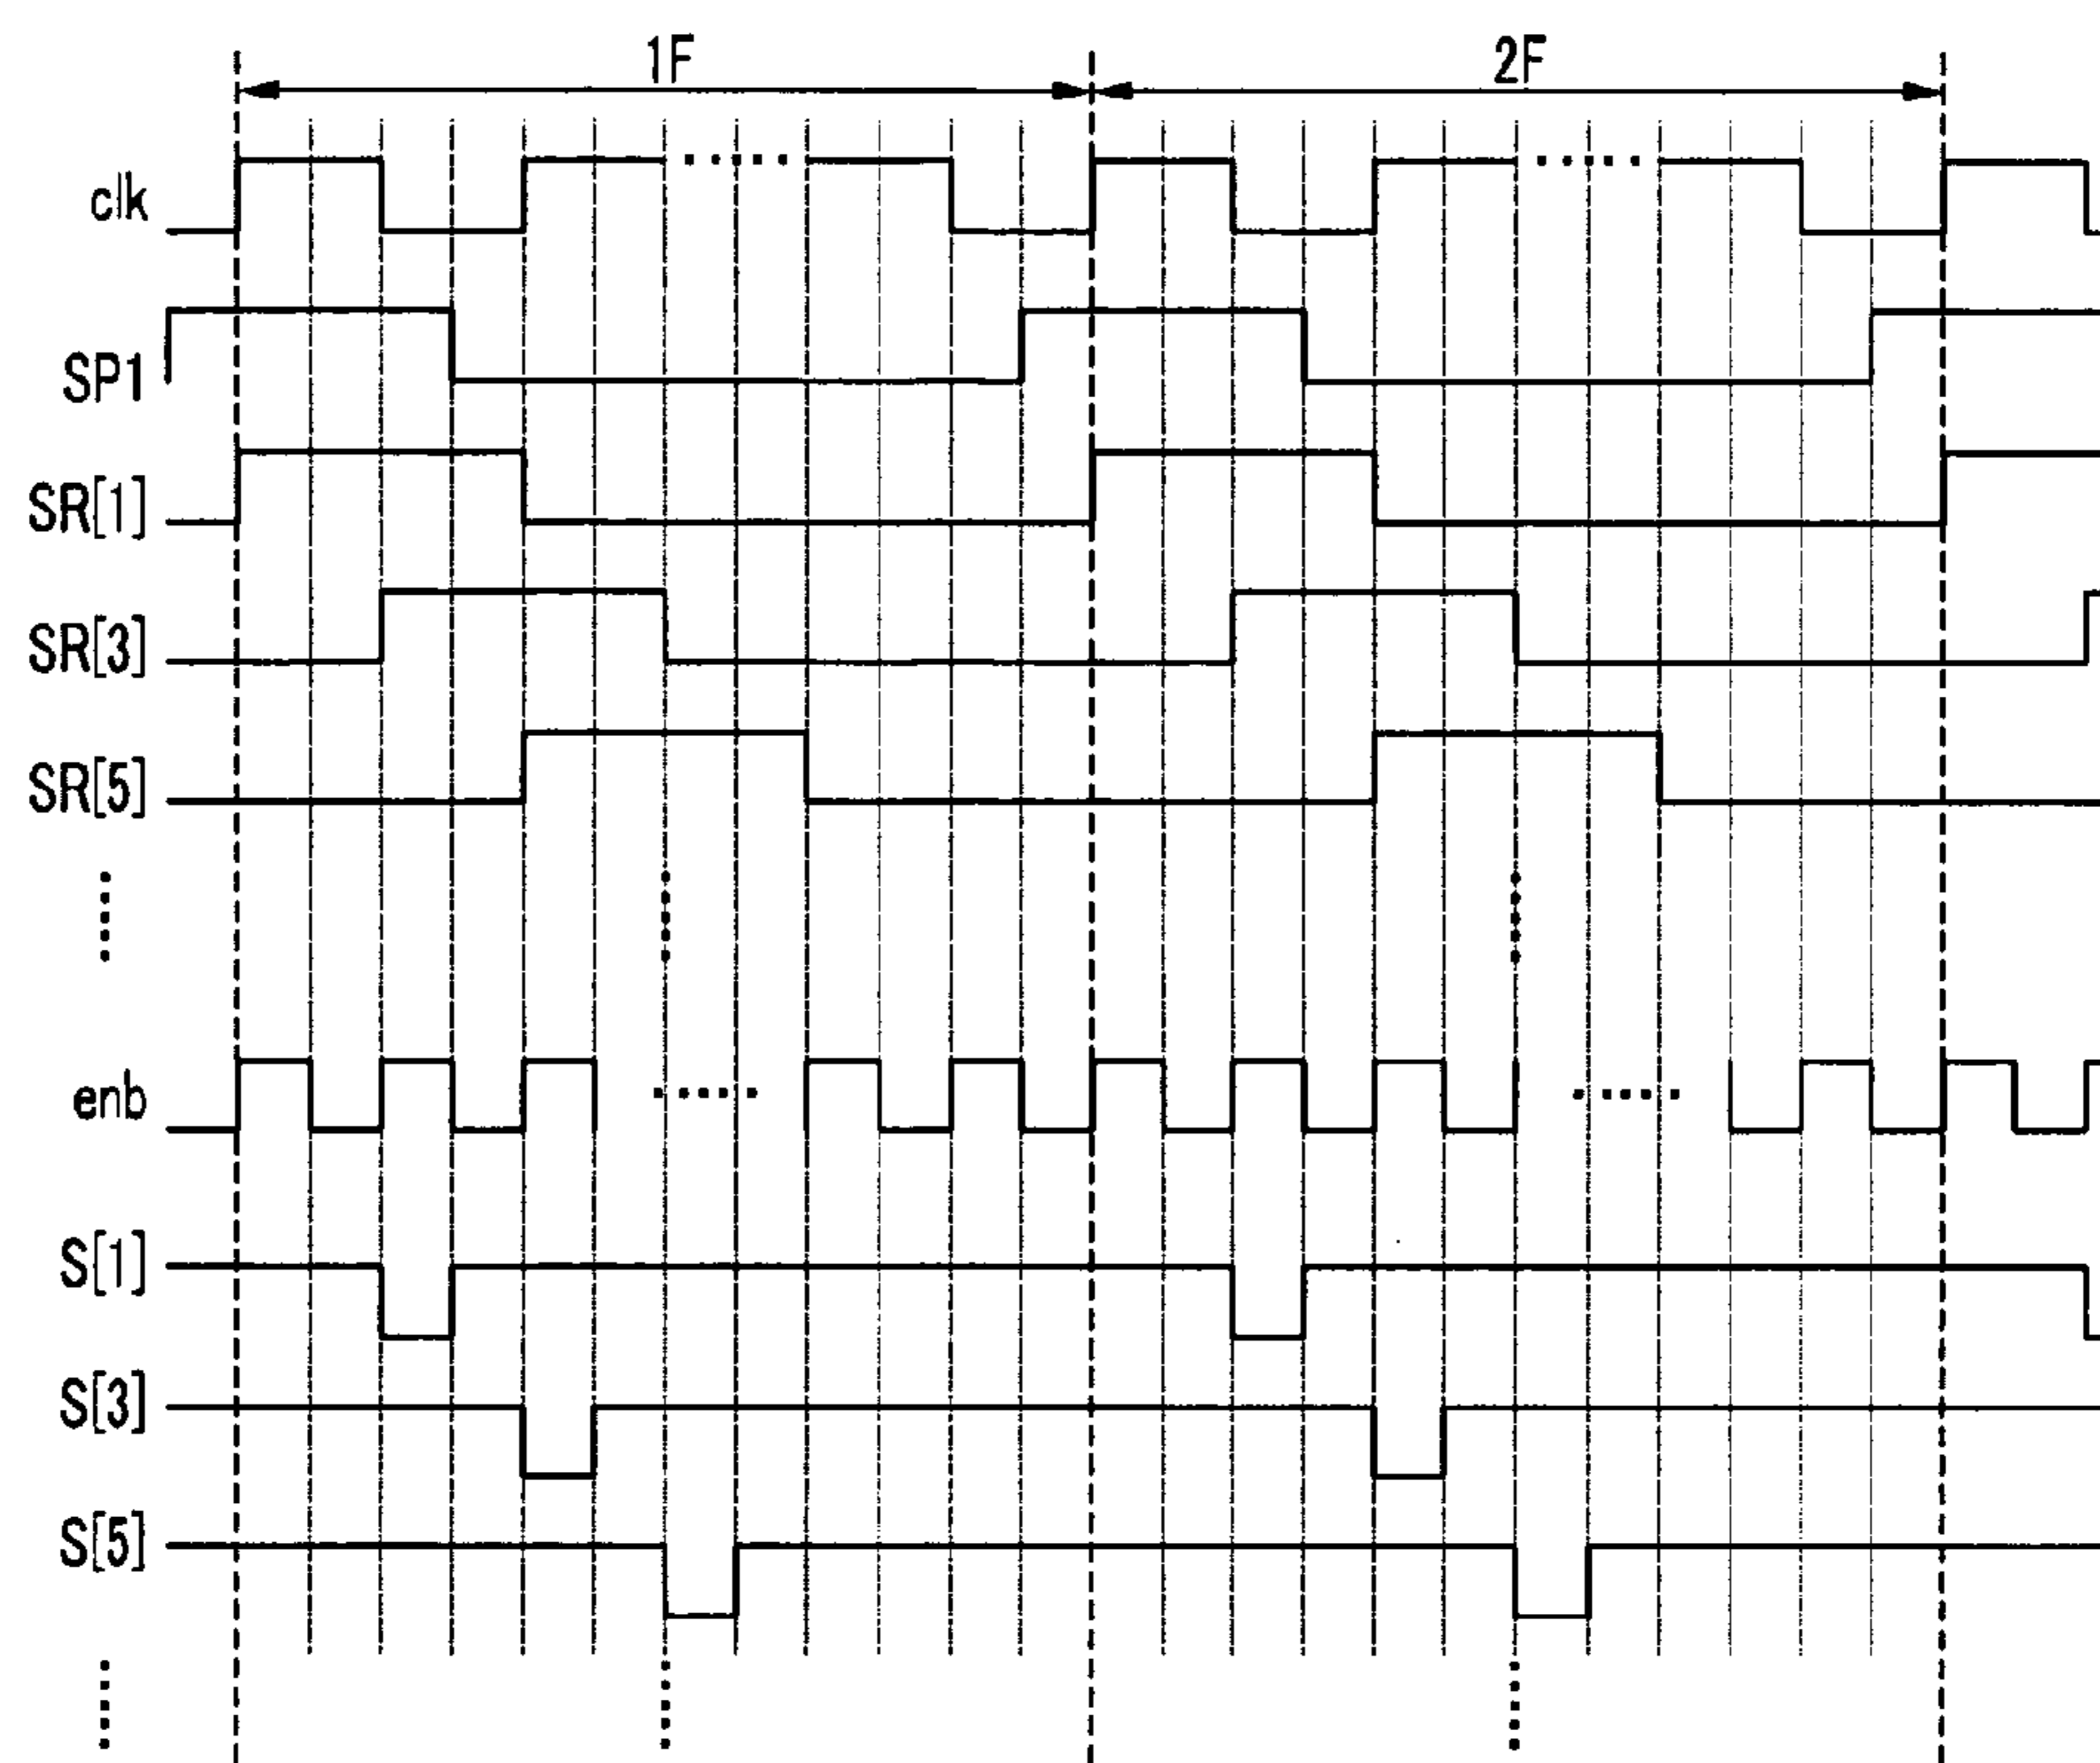 1F
2F
clk
SP1
SR[1]
SR[3]
SR[5]
enb
S[1]
S[3]
S[5]